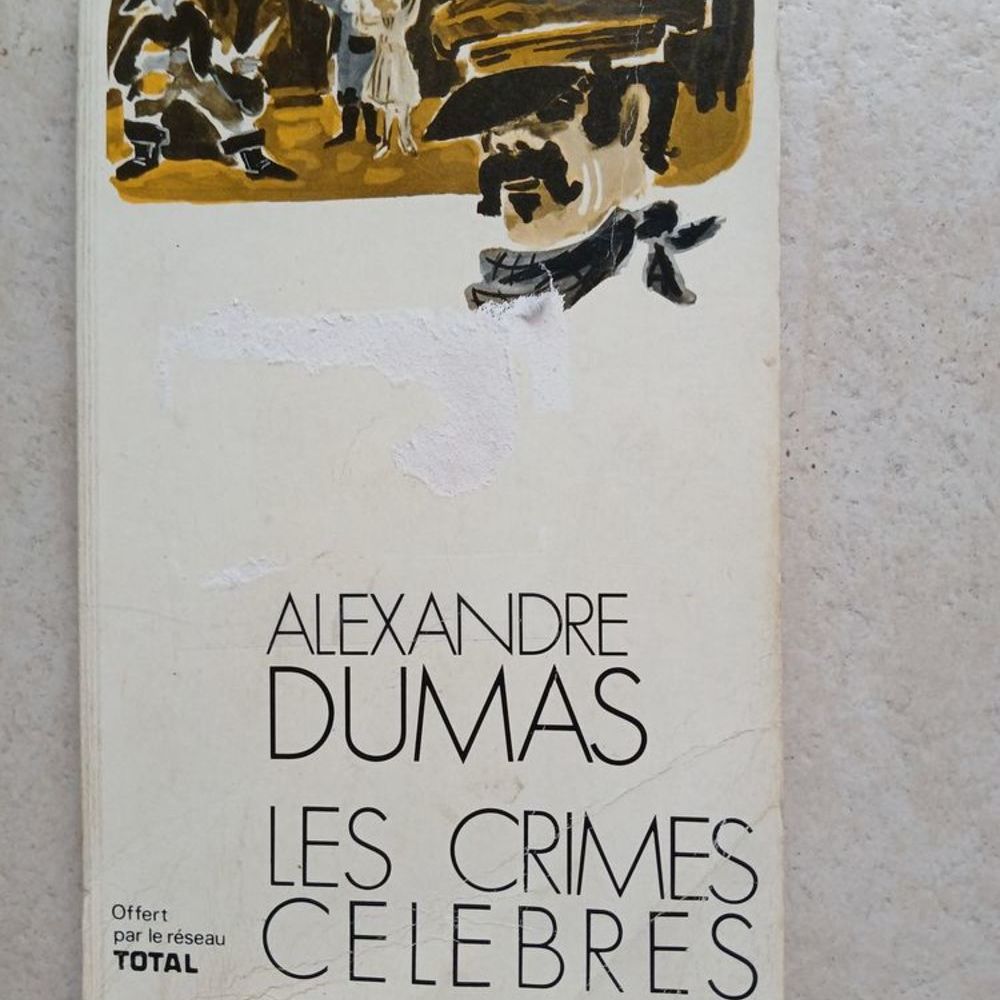 ALEXANDRE
DUMAS
LES CRIMES
CELEBRES
Offert
par le réseau
TOTAL